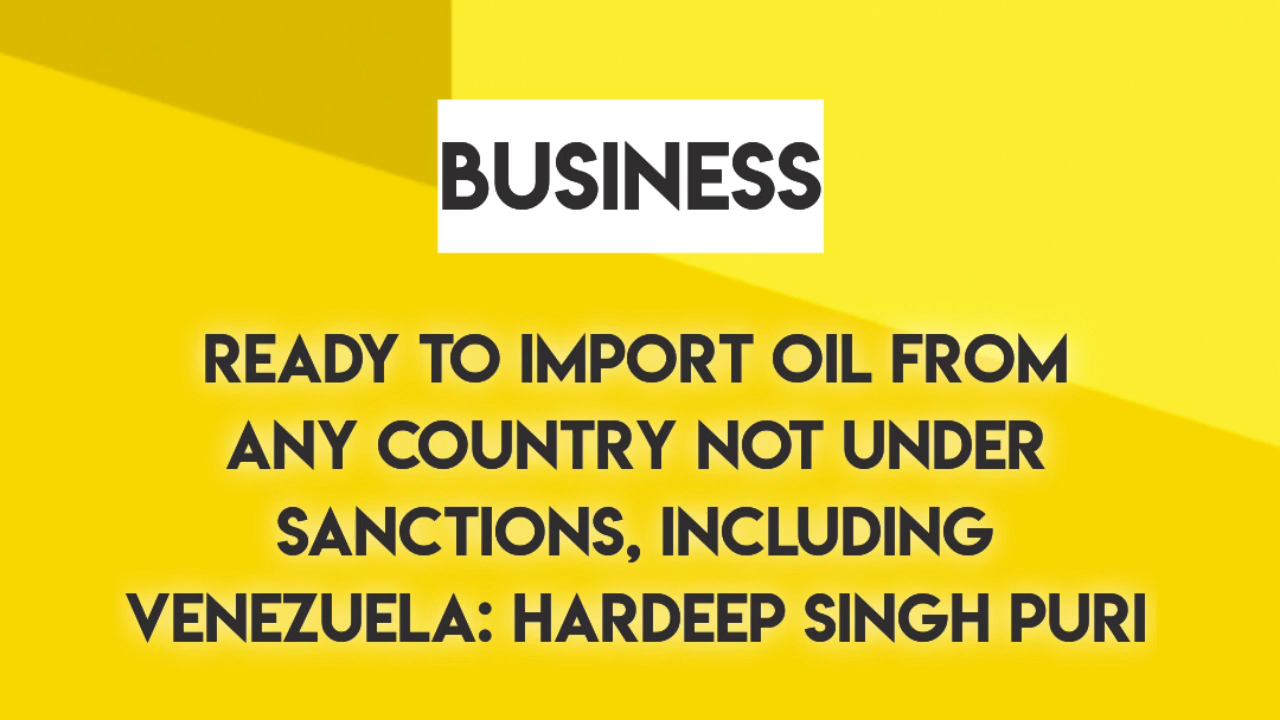 BUSINESS
READY TO IMPORT OIL FROM
ANY COUNTRY NOT UNDER
SANCTIONS, INCLUDING
VENEZUELA: HARDEEP SINGH PURI